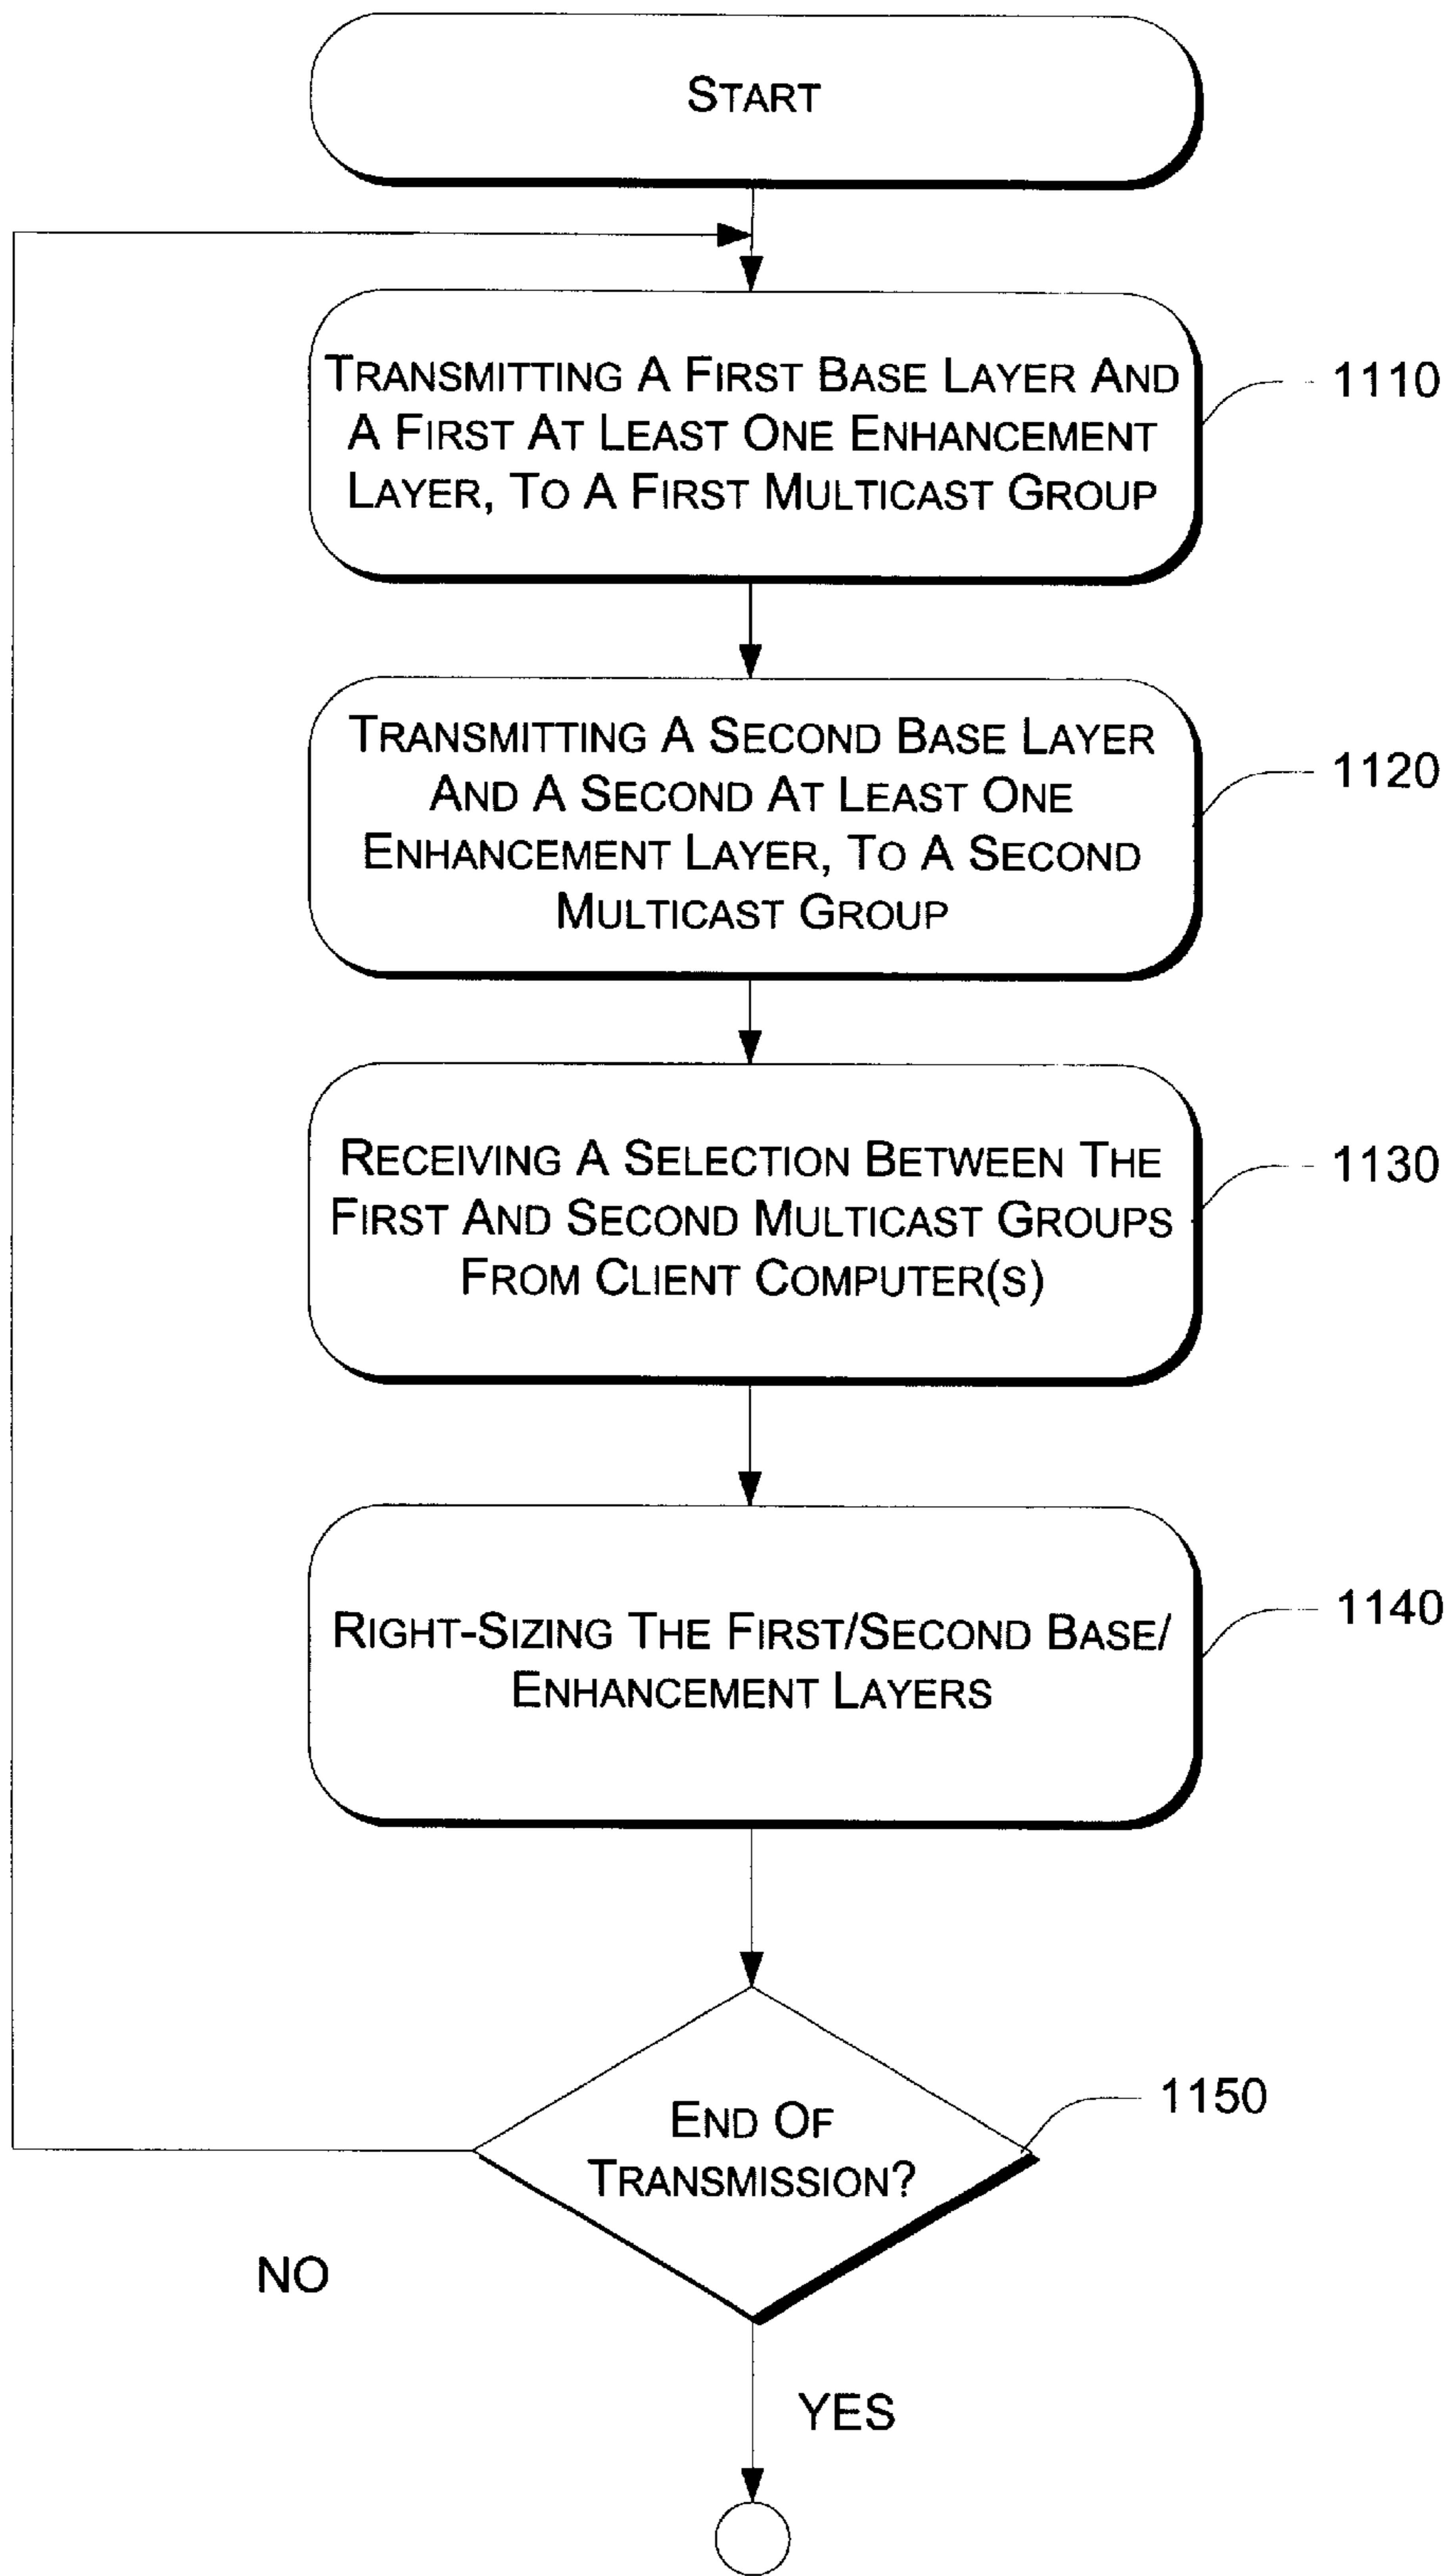 START
TRANSMITTING A FIRST BASE LAYER AND
A FIRST AT LEAST ONE ENHANCEMENT
LAYER, TO A FIRST MULTICAST GROUP
1110
TRANSMITTING A SECOND BASE LAYER
AND A SECOND AT LEAST ONE
ENHANCEMENT LAYER, TO A SECOND
MULTICAST GROUP
1120
RECEIVING A SELECTION BETWEEN THE
FIRST AND SECOND MULTICAST GROUPS
FROM CLIENT COMPUTER(S)
1130
RIGHT-SIZING THE FIRST/SECOND BASE/
ENHANCEMENT LAYERS
1140
END OF
TRANSMISSION?
1150
NO
YES